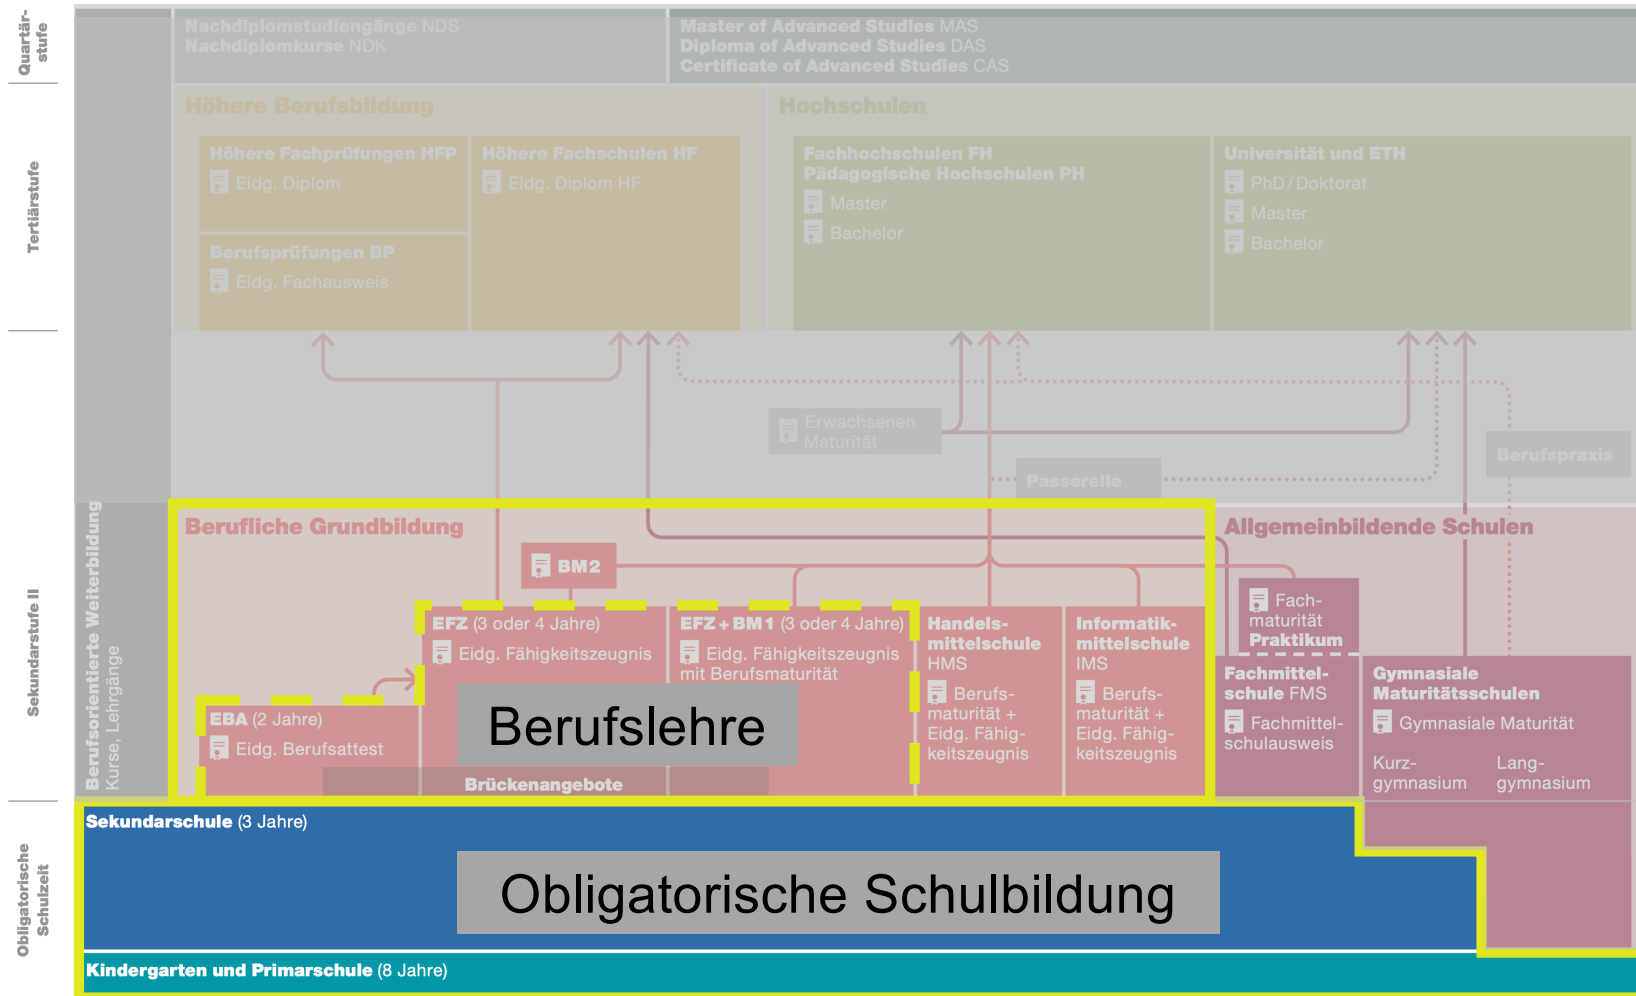 Quartär-
stufe
Nachdiplomstudiengänge NDS
Nachdiplomkurse NDK
Master of Advanced Studies MAS
Diploma of Advanced Studies DAS
Certificate of Advanced Studies CAS
Tertiärstufe
Höhere Berufsbildung
Höhere Fachprüfungen HFP
Eidg. Diplom
Berufsprüfungen BP
Eidg. Fachausweis
Höhere Fachschulen HF
Eidg. Diplom HF
Hochschulen
Fachhochschulen FH
Pädagogische Hochschulen PH
Master
Bachelor
Universität und ETH
PhD/Doktorat
Master
Bachelor
Erwachsenen
Maturität
Passerelle
Berufspraxis
Sekundarstufe II
Berufsorientierte Weiterbildung
Kurse, Lehrgänge
Berufliche Grundbildung
BM2
EBA (2 Jahre)
Eidg. Berufsattest
EFZ (3 oder 4 Jahre)
Eidg. Fähigkeitszeugnis
EFZ + BM1 (3 oder 4 Jahre)
Eidg. Fähigkeitszeugnis
mit Berufsmaturität
Berufslehre
Brückenangebote
Handels-
mittelschule
HMS
Berufs-
maturität +
Eidg. Fähig-
keitszeugnis
Informatik-
mittelschule
IMS
Berufs-
maturität +
Eidg. Fähig-
keitszeugnis
Allgemeinbildende Schulen
Fach-
maturität
Praktikum
Fachmittel-
schule FMS
Fachmittel-
schulausweis
Gymnasiale
Maturitätsschulen
Gymnasiale Maturität
Kurz-
gymnasium
Lang-
gymnasium
Obligatorische
Schulzeit
Sekundarschule (3 Jahre)
Obligatorische Schulbildung
Kindergarten und Primarschule (8 Jahre)